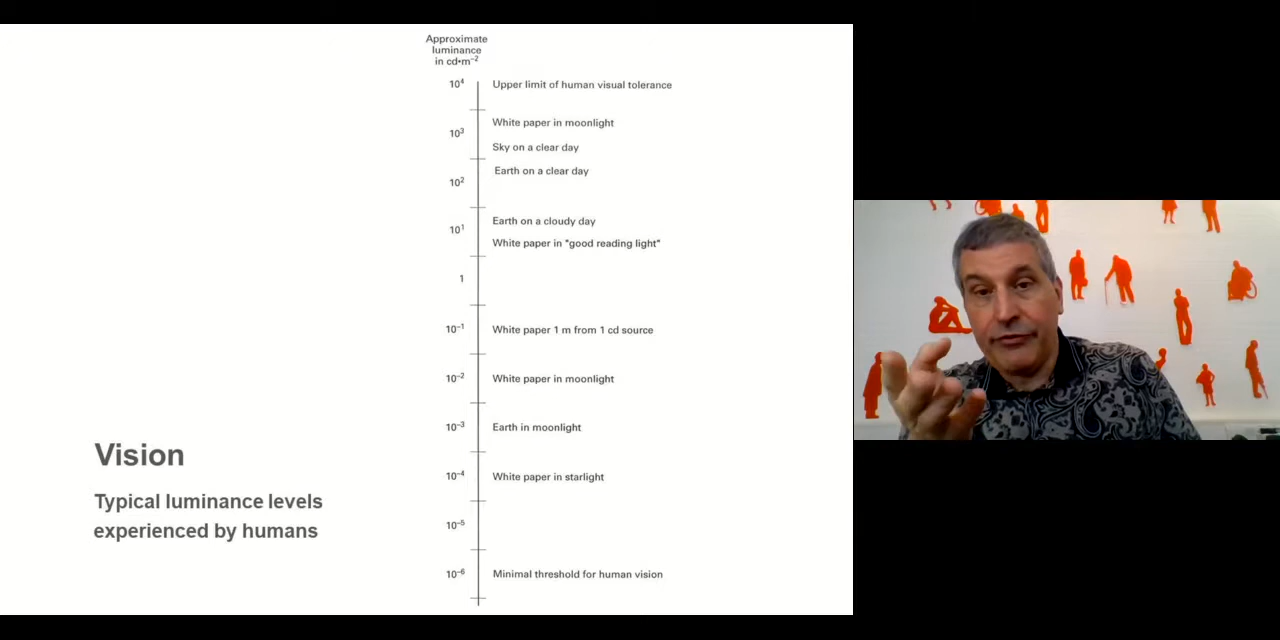 Approximate
luminance
in cd•m⁻²
10⁴ Upper limit of human visual tolerance
White paper in moonlight
10³
Sky on a clear day
Earth on a clear day
10²
Earth on a cloudy day
10¹
White paper in "good reading light"
1
10⁻¹ White paper 1 m from 1 cd source
10⁻² White paper in moonlight
10⁻³ Earth in moonlight
10⁻⁴ White paper in starlight
10⁻⁵
10⁻⁶ Minimal threshold for human vision
Vision
Typical luminance levels
experienced by humans